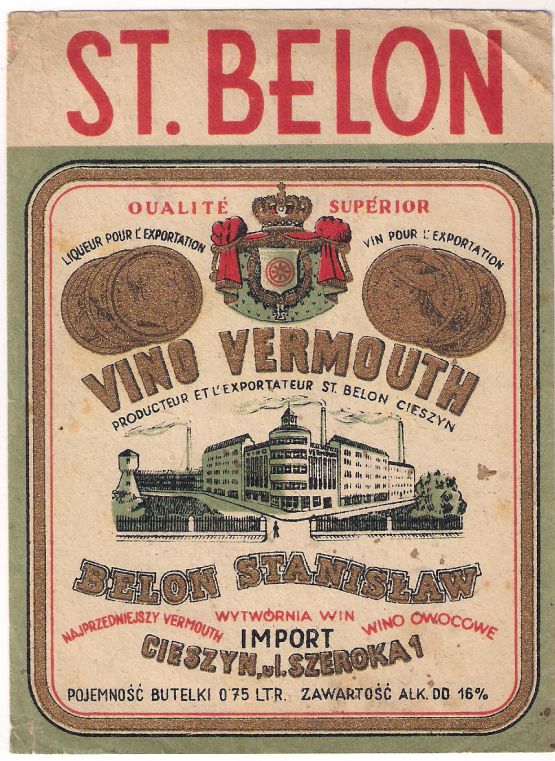 ST. BELON
QUALITÉ SUPÉRIOR
LIQUEUR POUR L'EXPORTATION
VIN POUR L'EXPORTATION
VINO VERMOUTH
PRODUCTEUR ET L'EXPORTATEUR ST. BELON CIESZYN
BELON STANISŁAW
NAJPRZEDNIEJSZY VERMOUTH
WYTWÓRNIA WIN
WINO OWOCOWE
IMPORT
CIESZYN, ul. SZEROKA 1
POJEMNOŚĆ BUTELKI 0'75 LTR. ZAWARTOŚĆ ALK. DO 16%